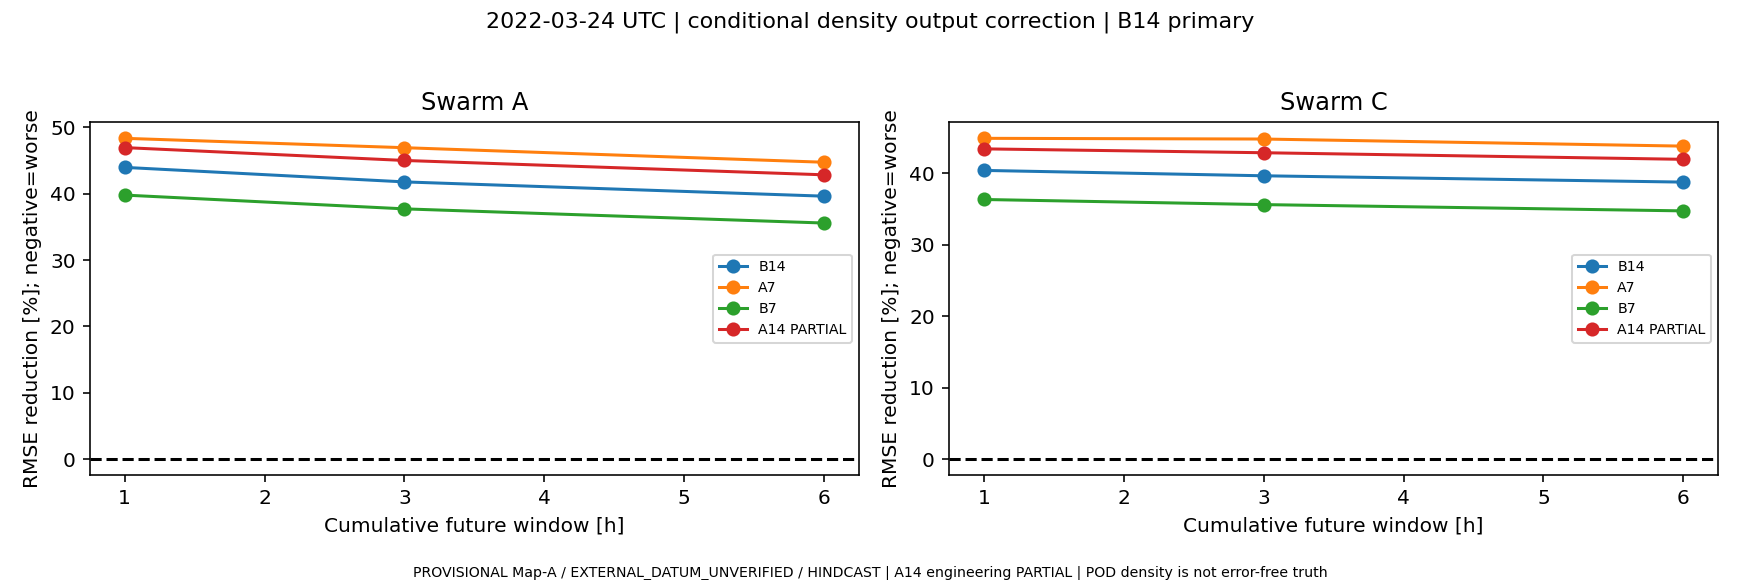 2022-03-24 UTC | conditional density output correction | B14 primary
Swarm A
RMSE reduction [%]; negative=worse
50
40
30
20
10
0
B14
A7
B7
A14 PARTIAL
1
2
3
4
5
6
Cumulative future window [h]
Swarm C
RMSE reduction [%]; negative=worse
40
30
20
10
0
B14
A7
B7
A14 PARTIAL
1
2
3
4
5
6
Cumulative future window [h]
PROVISIONAL Map-A / EXTERNAL_DATUM_UNVERIFIED / HINDCAST | A14 engineering PARTIAL | POD density is not error-free truth